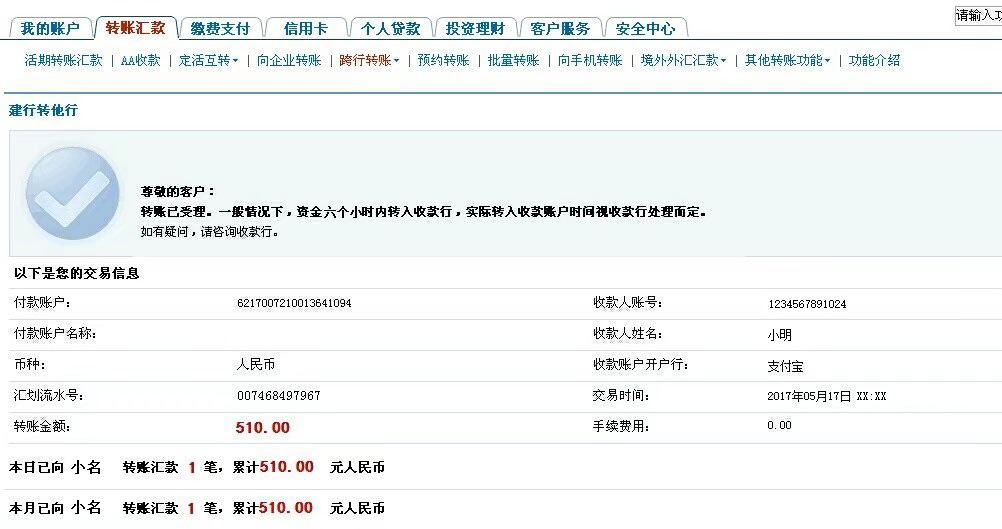 请输入
我的账户 转账汇款 缴费支付 信用卡 个人贷款 投资理财 客户服务 安全中心
活期转账汇款 | AA收款 | 定活互转 | 向企业转账 | 跨行转账 | 预约转账 | 批量转账 | 向手机转账 | 境外外汇汇款 | 其他转账功能 | 功能介绍
建行转他行
尊敬的客户：
转账已受理。一般情况下，资金六个小时内转入收款行，实际转入收款账户时间视收款行处理而定。
如有疑问，请咨询收款行。
以下是您的交易信息
付款账户： 6217007210013641094 收款人账号： 1234567891024
付款账户名称： 收款人姓名： 小明
币种： 人民币 收款账户开户行： 支付宝
汇划流水号： 007468497967 交易时间： 2017年05月17日 XX:XX
转账金额： 510.00 手续费用： 0.00
本日已向 小名 转账汇款 1 笔，累计510.00 元人民币
本月已向 小名 转账汇款 1 笔，累计510.00 元人民币